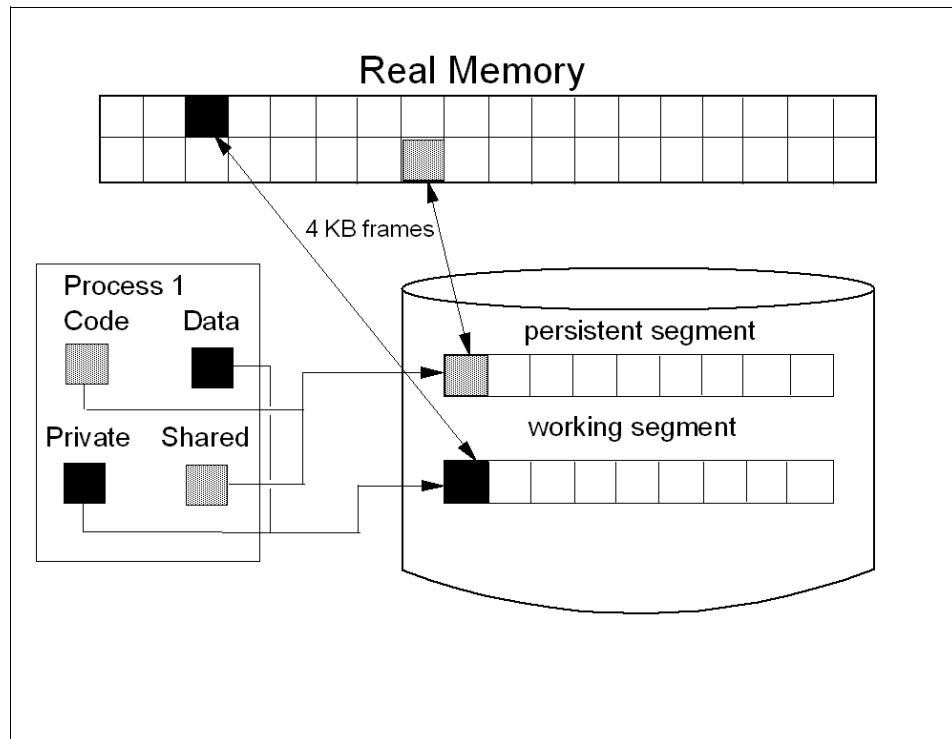 Real Memory
4 KB frames
Process 1
Code Data
Private Shared
persistent segment
working segment